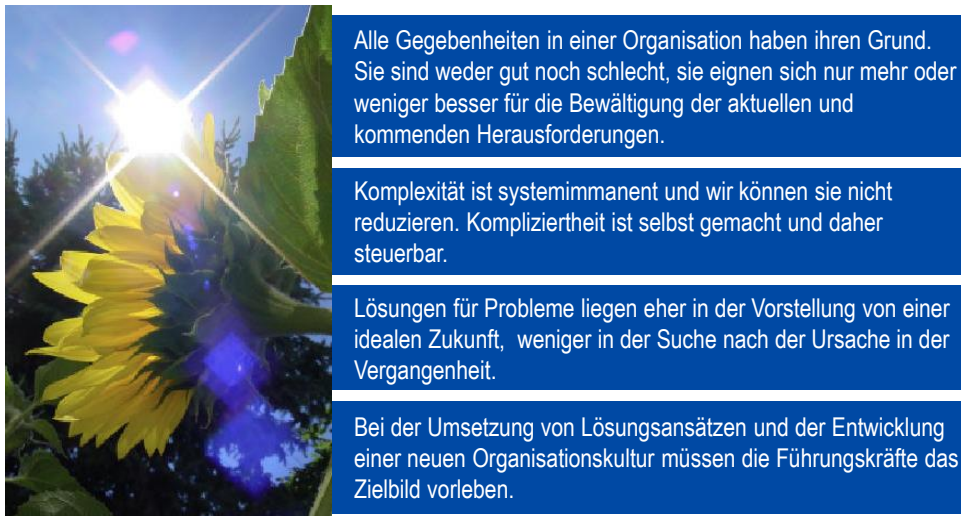 Alle Gegebenheiten in einer Organisation haben ihren Grund.
Sie sind weder gut noch schlecht, sie eignen sich nur mehr oder
weniger besser für die Bewältigung der aktuellen und
kommenden Herausforderungen.
Komplexität ist systemimmanent und wir können sie nicht
reduzieren. Kompliziertheit ist selbst gemacht und daher
steuerbar.
Lösungen für Probleme liegen eher in der Vorstellung von einer
idealen Zukunft,  weniger in der Suche nach der Ursache in der
Vergangenheit.
Bei der Umsetzung von Lösungsansätzen und der Entwicklung
einer neuen Organisationskultur müssen die Führungskräfte das
Zielbild vorleben.